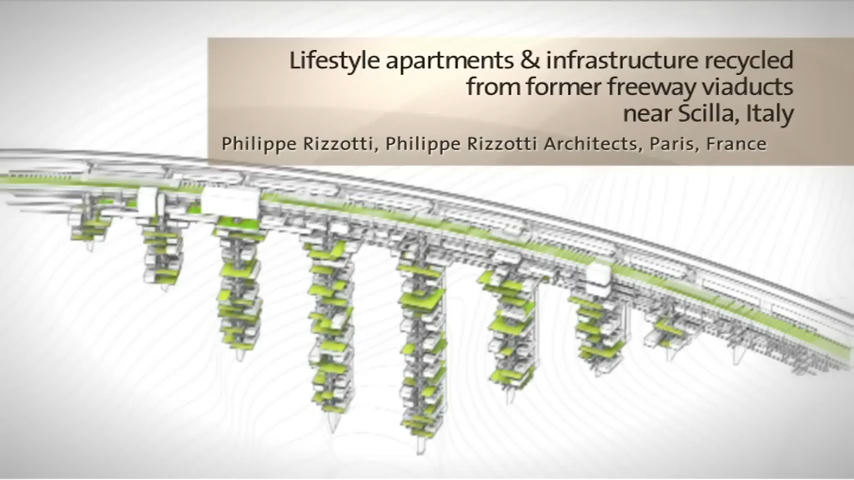 Lifestyle apartments & infrastructure recycled
from former freeway viaducts
near Scilla, Italy
Philippe Rizzotti, Philippe Rizzotti Architects, Paris, France